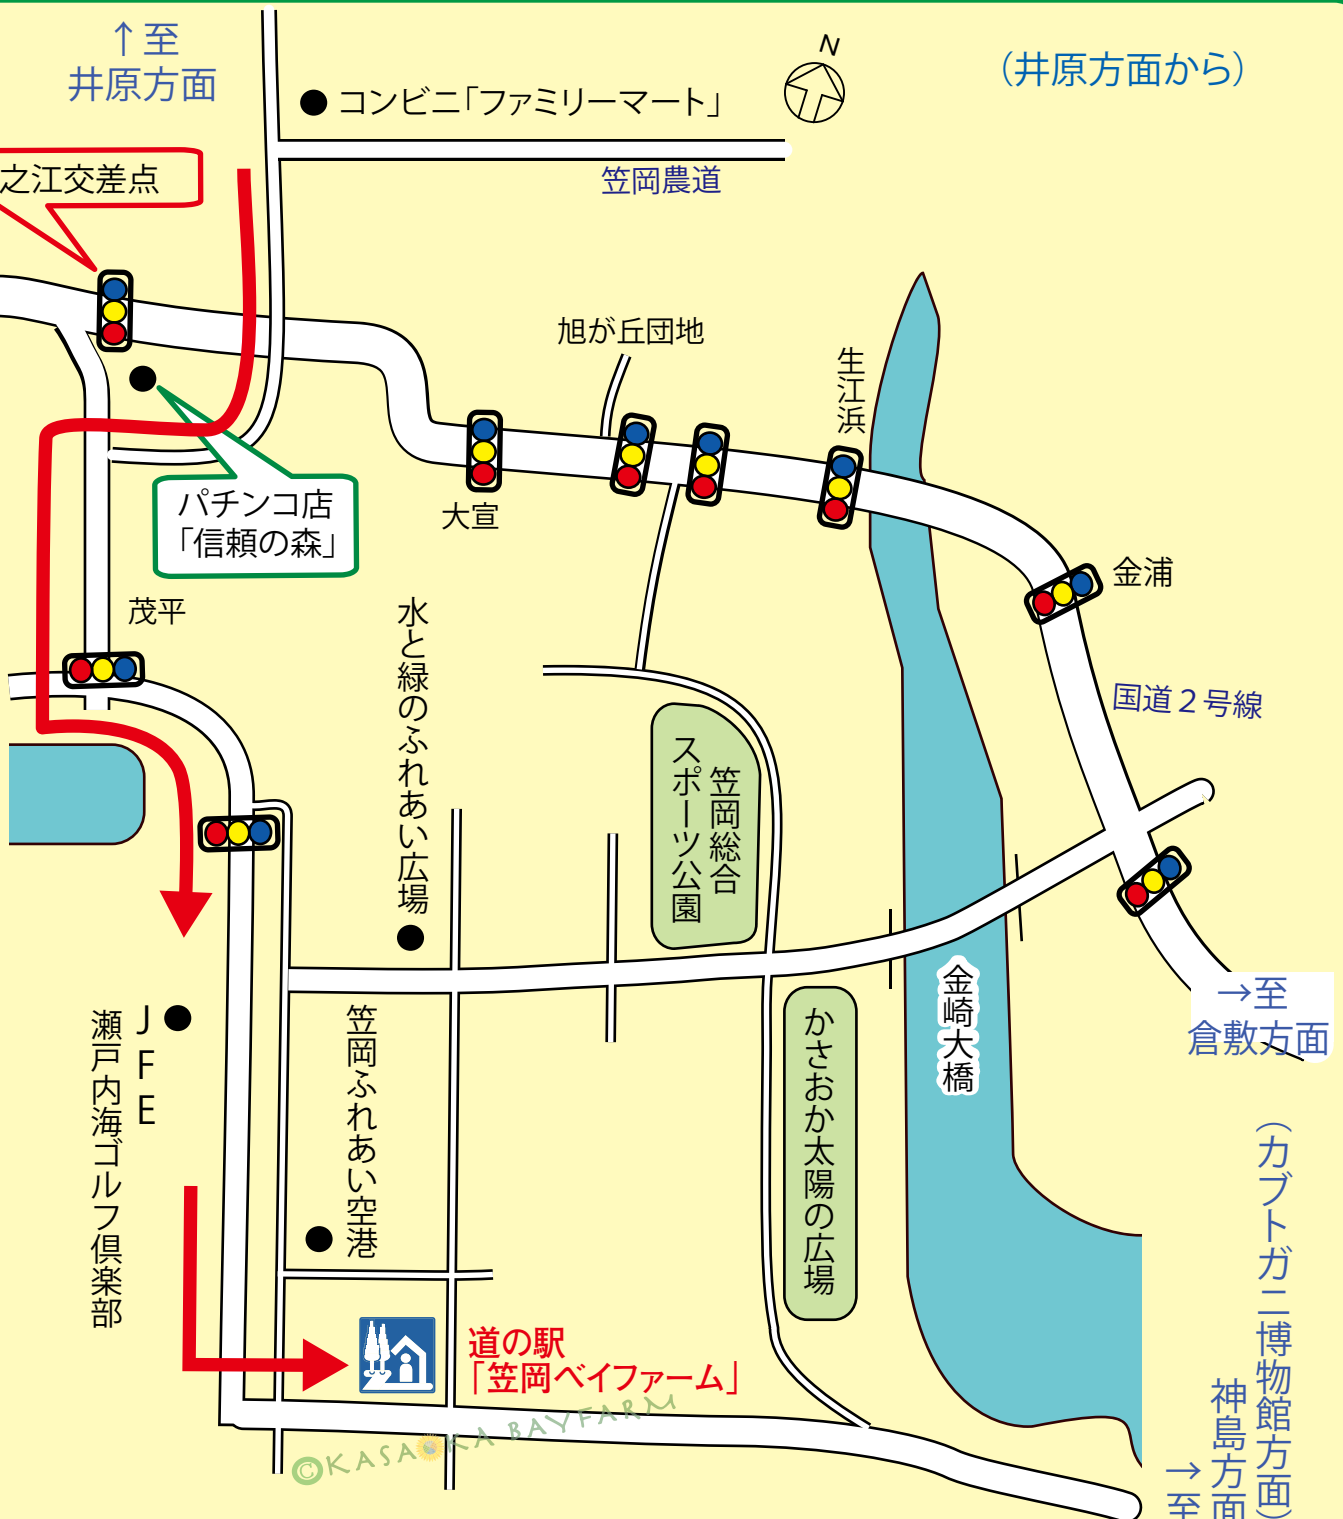 ↑至
井原方面
N
（井原方面から）
コンビニ「ファミリーマート」
之江交差点
笠岡農道
旭が丘団地
生江浜
パチンコ店
「信頼の森」
大宣
金浦
茂平
水と緑のふれあい広場
国道２号線
笠岡総合
スポーツ公園
金崎大橋
→至
倉敷方面
ＪＦＥ
瀬戸内海ゴルフ倶楽部
笠岡ふれあい空港
かさおか太陽の広場
（カブトガニ博物館方面）
神島方面
→至
道の駅
「笠岡ベイファーム」
©KASAOKA BAYFARM